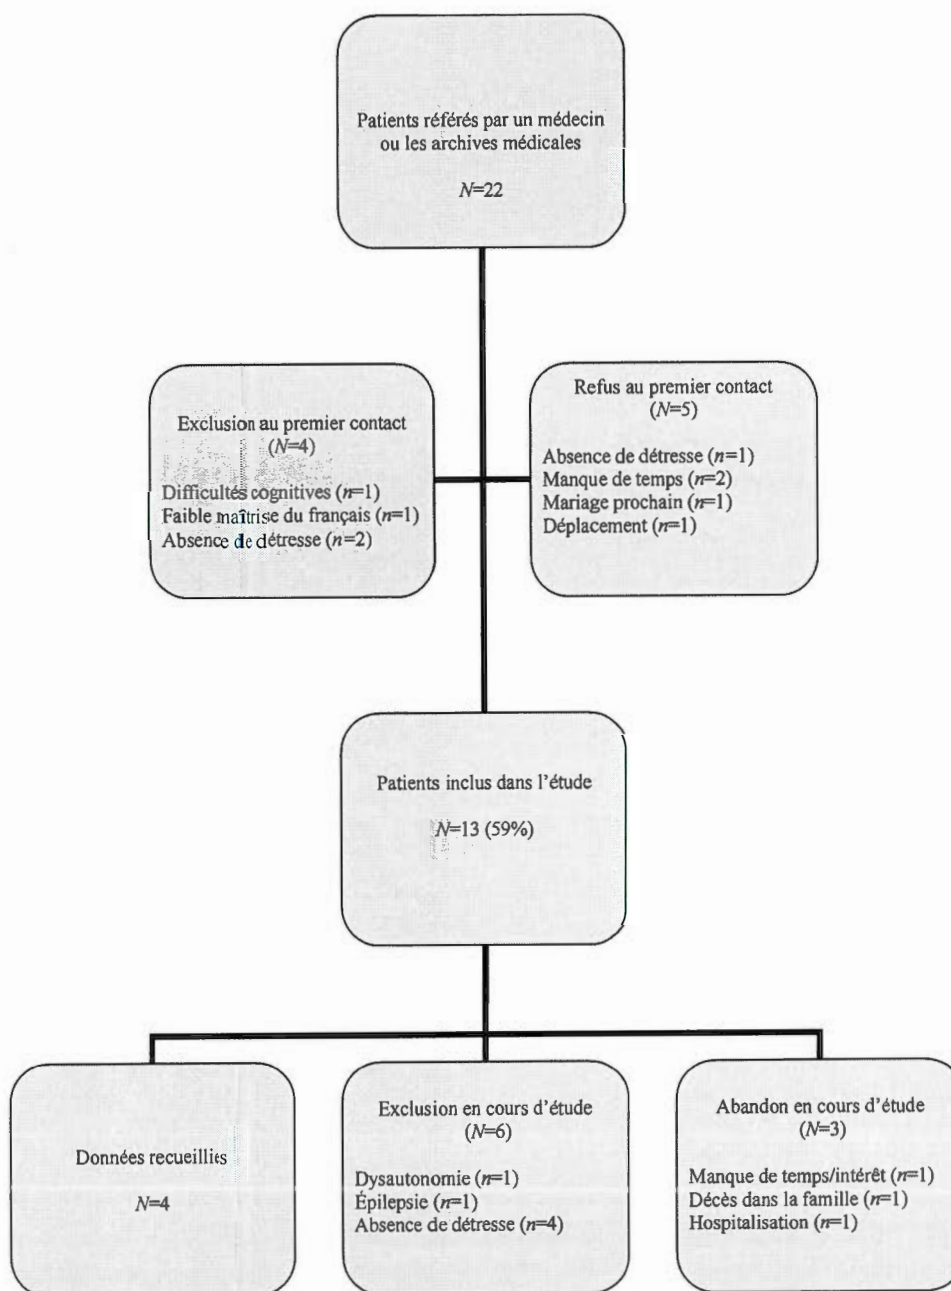 Patients référés par un médecin
ou les archives médicales
N=22
Exclusion au premier contact
(N=4)
Difficultés cognitives (n=1)
Faible maîtrise du français (n=1)
Absence de détresse (n=2)
Refus au premier contact
(N=5)
Absence de détresse (n=1)
Manque de temps (n=2)
Mariage prochain (n=1)
Déplacement (n=1)
Patients inclus dans l'étude
N=13 (59%)
Données recueillies
N=4
Exclusion en cours d'étude
(N=6)
Dysautonomie (n=1)
Épilepsie (n=1)
Absence de détresse (n=4)
Abandon en cours d'étude
(N=3)
Manque de temps/intérêt (n=1)
Décès dans la famille (n=1)
Hospitalisation (n=1)